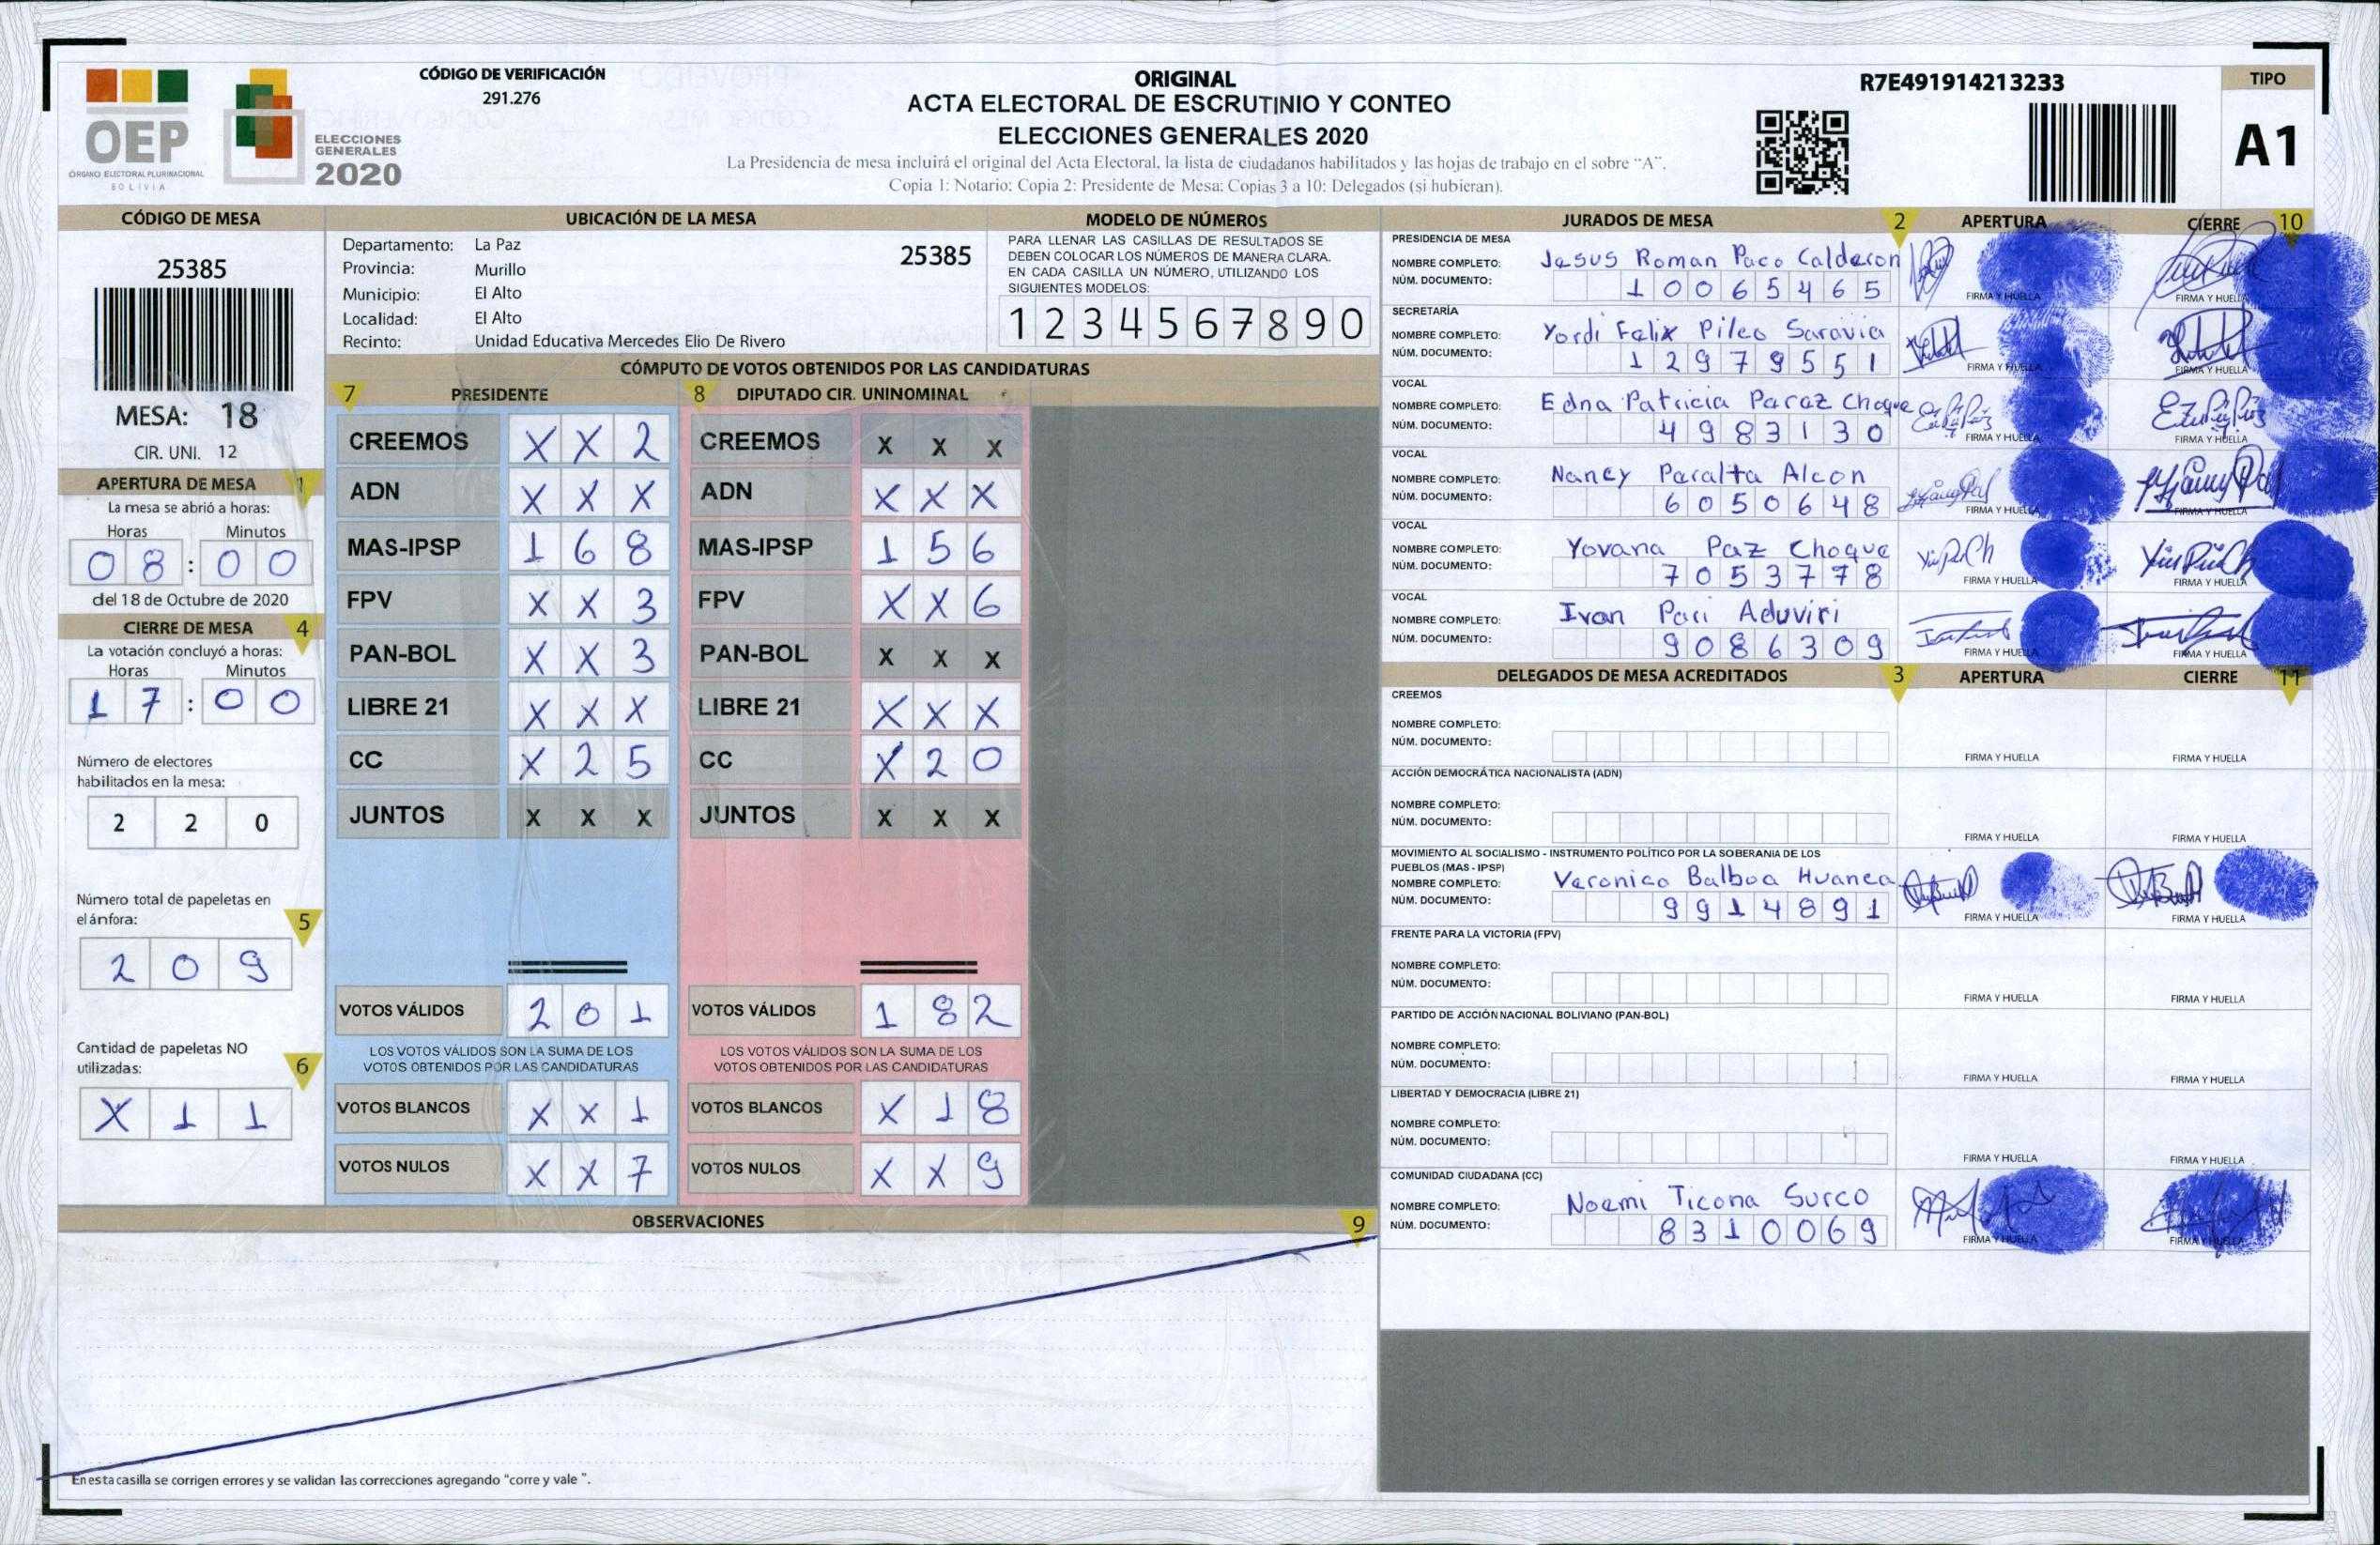 OEP
ÓRGANO ELECTORAL PLURINACIONAL
BOLIVIA
ELECCIONES
GENERALES
2020
CÓDIGO DE VERIFICACIÓN
291.276
ORIGINAL
ACTA ELECTORAL DE ESCRUTINIO Y CONTEO
ELECCIONES GENERALES 2020
La Presidencia de mesa incluirá el original del Acta Electoral, la lista de ciudadanos habilitados y las hojas de trabajo en el sobre "A".
Copia 1: Notario; Copia 2: Presidente de Mesa; Copias 3 a 10: Delegados (si hubieran).
R7E491914213233
TIPO
A1
CÓDIGO DE MESA
25385
MESA: 18
CIR. UNI. 12
APERTURA DE MESA 1
La mesa se abrió a horas:
Horas Minutos
08:00
del 18 de Octubre de 2020
CIERRE DE MESA 4
La votación concluyó a horas:
Horas Minutos
17:00
Número de electores
habilitados en la mesa:
2 2 0
Número total de papeletas en
el ánfora: 5
2 0 9
Cantidad de papeletas NO
utilizadas: 6
X 1 1
UBICACIÓN DE LA MESA
Departamento: La Paz
25385
Provincia: Murillo
Municipio: El Alto
Localidad: El Alto
Recinto: Unidad Educativa Mercedes Elio De Rivero
MODELO DE NÚMEROS
PARA LLENAR LAS CASILLAS DE RESULTADOS SE
DEBEN COLOCAR LOS NÚMEROS DE MANERA CLARA.
EN CADA CASILLA UN NÚMERO, UTILIZANDO LOS
SIGUIENTES MODELOS:
1 2 3 4 5 6 7 8 9 0
CÓMPUTO DE VOTOS OBTENIDOS POR LAS CANDIDATURAS
7 PRESIDENTE
CREEMOS X X 2
ADN X X X
MAS-IPSP 1 6 8
FPV X X 3
PAN-BOL X X 3
LIBRE 21 X X X
CC X 2 5
JUNTOS X X X
VOTOS VÁLIDOS 2 0 1
LOS VOTOS VÁLIDOS SON LA SUMA DE LOS
VOTOS OBTENIDOS POR LAS CANDIDATURAS
VOTOS BLANCOS X X 1
VOTOS NULOS X X 7
8 DIPUTADO CIR. UNINOMINAL
CREEMOS X X X
ADN X X X
MAS-IPSP 1 5 6
FPV X X 6
PAN-BOL X X X
LIBRE 21 X X X
CC X 2 0
JUNTOS X X X
VOTOS VÁLIDOS 1 8 2
LOS VOTOS VÁLIDOS SON LA SUMA DE LOS
VOTOS OBTENIDOS POR LAS CANDIDATURAS
VOTOS BLANCOS X 1 8
VOTOS NULOS X X 9
OBSERVACIONES 9
En esta casilla se corrigen errores y se validan las correcciones agregando "corre y vale ".
JURADOS DE MESA 2 APERTURA CIERRE 10
PRESIDENCIA DE MESA
NOMBRE COMPLETO: Jesus Roman Paco Calderon
NÚM. DOCUMENTO: 10065465
FIRMA Y HUELLA FIRMA Y HUELLA
SECRETARÍA
NOMBRE COMPLETO: Yordi Felix Pilco Saravia
NÚM. DOCUMENTO: 12979551
FIRMA Y HUELLA FIRMA Y HUELLA
VOCAL
NOMBRE COMPLETO: Edna Patricia Paraz Choque
NÚM. DOCUMENTO: 4983130
FIRMA Y HUELLA FIRMA Y HUELLA
VOCAL
NOMBRE COMPLETO: Nancy Paralta Alcon
NÚM. DOCUMENTO: 6050648
FIRMA Y HUELLA FIRMA Y HUELLA
VOCAL
NOMBRE COMPLETO: Yovana Paz Choque
NÚM. DOCUMENTO: 7053778
FIRMA Y HUELLA FIRMA Y HUELLA
VOCAL
NOMBRE COMPLETO: Ivan Pari Aduviri
NÚM. DOCUMENTO: 9086309
FIRMA Y HUELLA FIRMA Y HUELLA
DELEGADOS DE MESA ACREDITADOS 3 APERTURA CIERRE 11
CREEMOS
NOMBRE COMPLETO:
NÚM. DOCUMENTO:
FIRMA Y HUELLA FIRMA Y HUELLA
ACCIÓN DEMOCRÁTICA NACIONALISTA (ADN)
NOMBRE COMPLETO:
NÚM. DOCUMENTO:
FIRMA Y HUELLA FIRMA Y HUELLA
MOVIMIENTO AL SOCIALISMO - INSTRUMENTO POLÍTICO POR LA SOBERANIA DE LOS
PUEBLOS (MAS - IPSP)
NOMBRE COMPLETO: Veronica Balboa Huanca
NÚM. DOCUMENTO: 9914891
FIRMA Y HUELLA FIRMA Y HUELLA
FRENTE PARA LA VICTORIA (FPV)
NOMBRE COMPLETO:
NÚM. DOCUMENTO:
FIRMA Y HUELLA FIRMA Y HUELLA
PARTIDO DE ACCIÓN NACIONAL BOLIVIANO (PAN-BOL)
NOMBRE COMPLETO:
NÚM. DOCUMENTO:
FIRMA Y HUELLA FIRMA Y HUELLA
LIBERTAD Y DEMOCRACIA (LIBRE 21)
NOMBRE COMPLETO:
NÚM. DOCUMENTO:
FIRMA Y HUELLA FIRMA Y HUELLA
COMUNIDAD CIUDADANA (CC)
NOMBRE COMPLETO: Noemi Ticona Surco
NÚM. DOCUMENTO: 8310069
FIRMA Y HUELLA FIRMA Y HUELLA